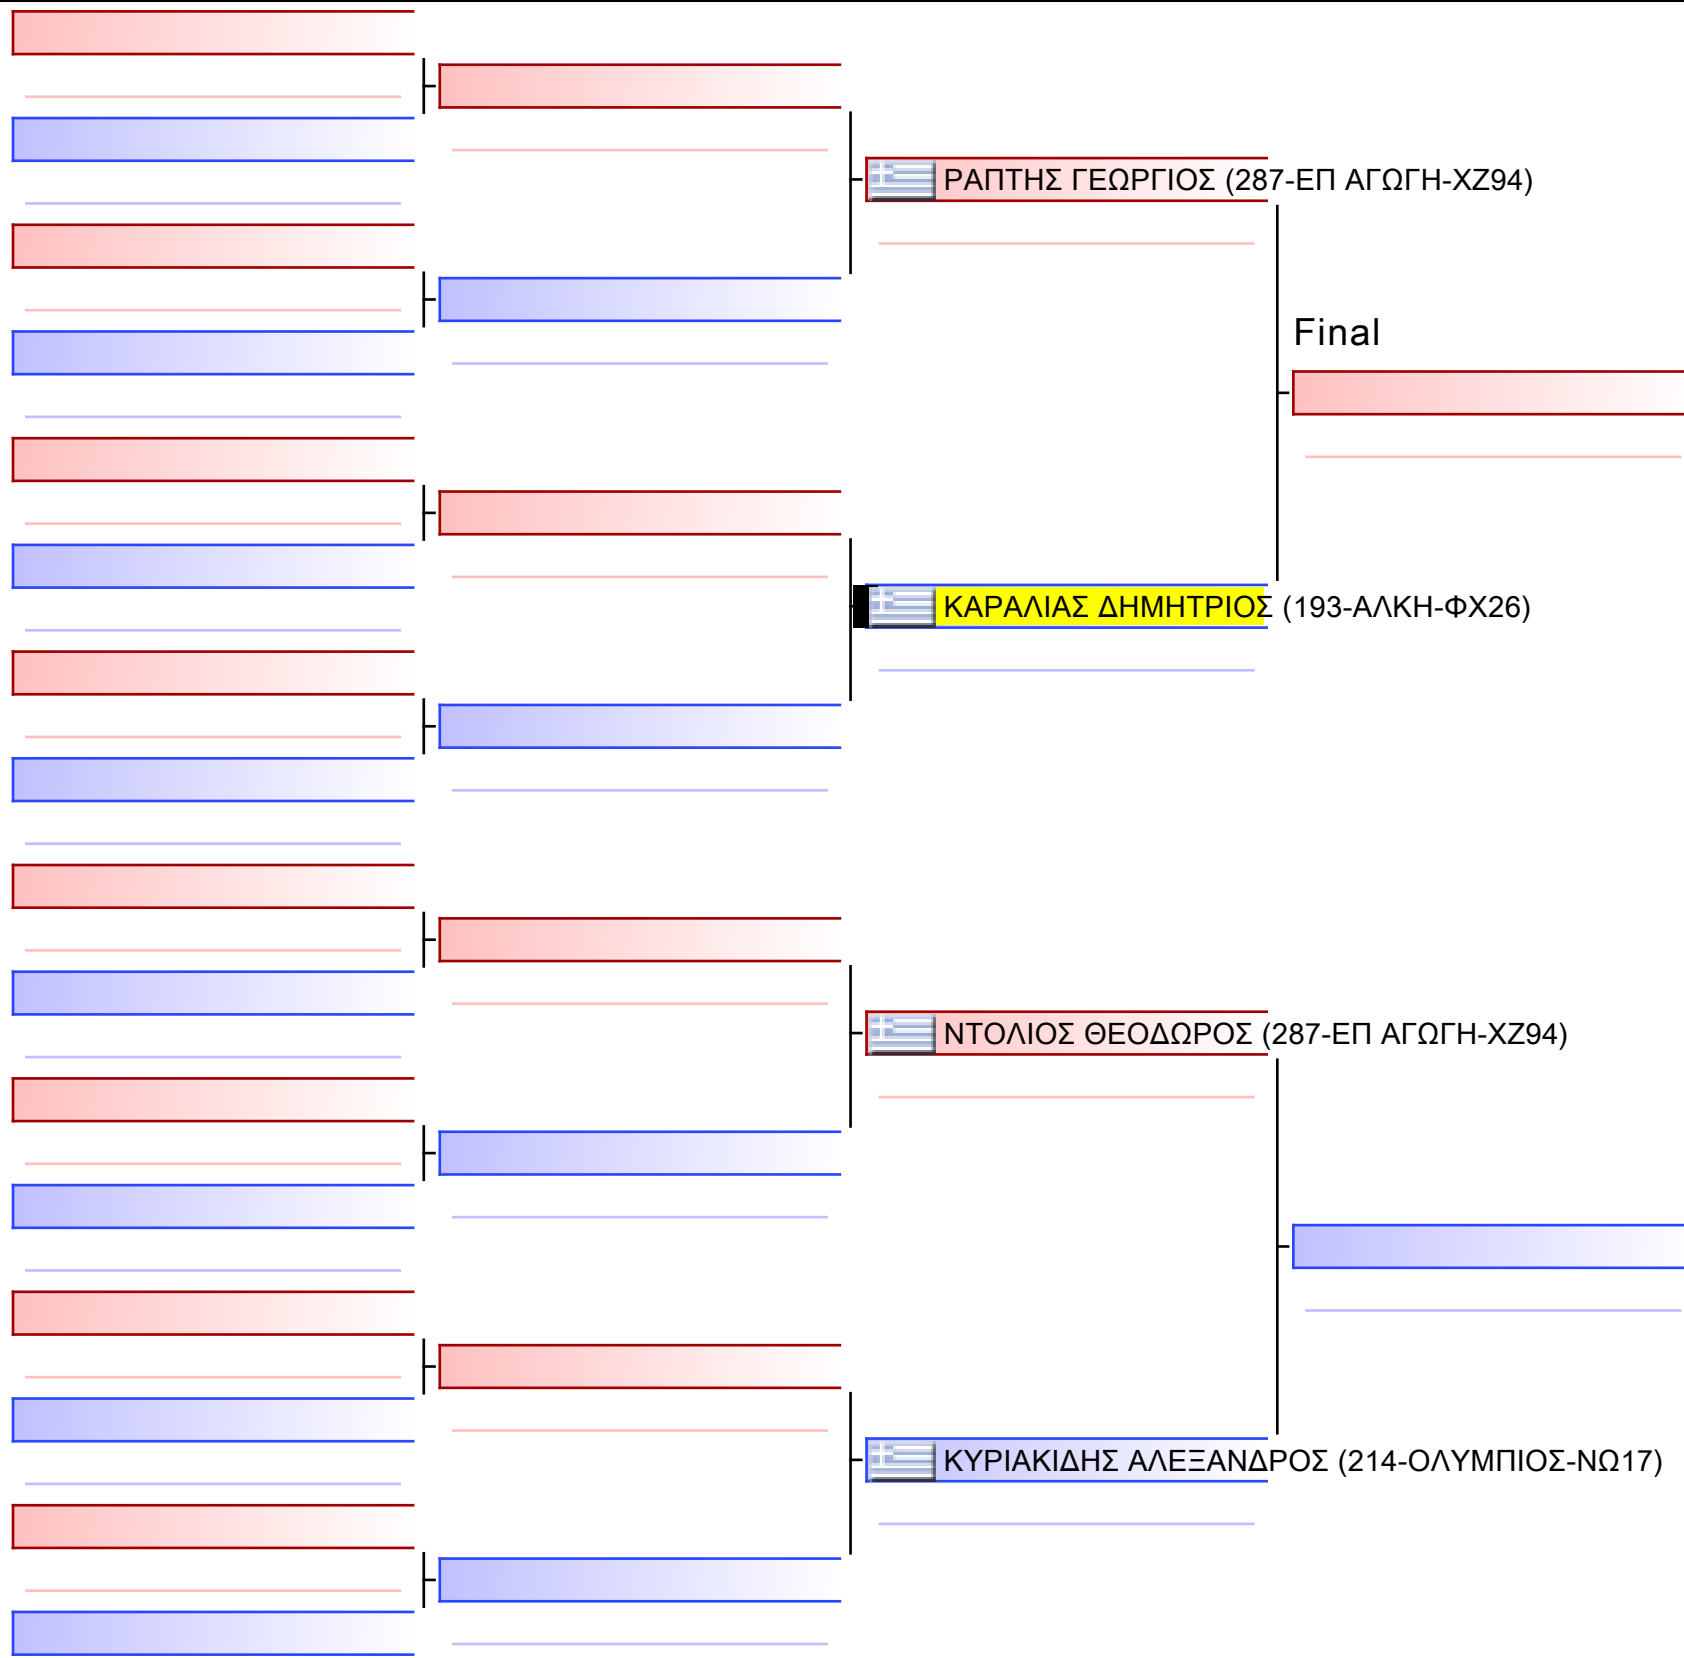 ΡΑΠΤΗΣ ΓΕΩΡΓΙΟΣ (287-ΕΠ ΑΓΩΓΗ-ΧΖ94)
Final
ΚΑΡΑΛΙΑΣ ΔΗΜΗΤΡΙΟΣ (193-ΑΛΚΗ-ΦΧ26)
ΝΤΟΛΙΟΣ ΘΕΟΔΩΡΟΣ (287-ΕΠ ΑΓΩΓΗ-ΧΖ94)
ΚΥΡΙΑΚΙΔΗΣ ΑΛΕΞΑΝΔΡΟΣ (214-ΟΛΥΜΠΙΟΣ-ΝΩ17)